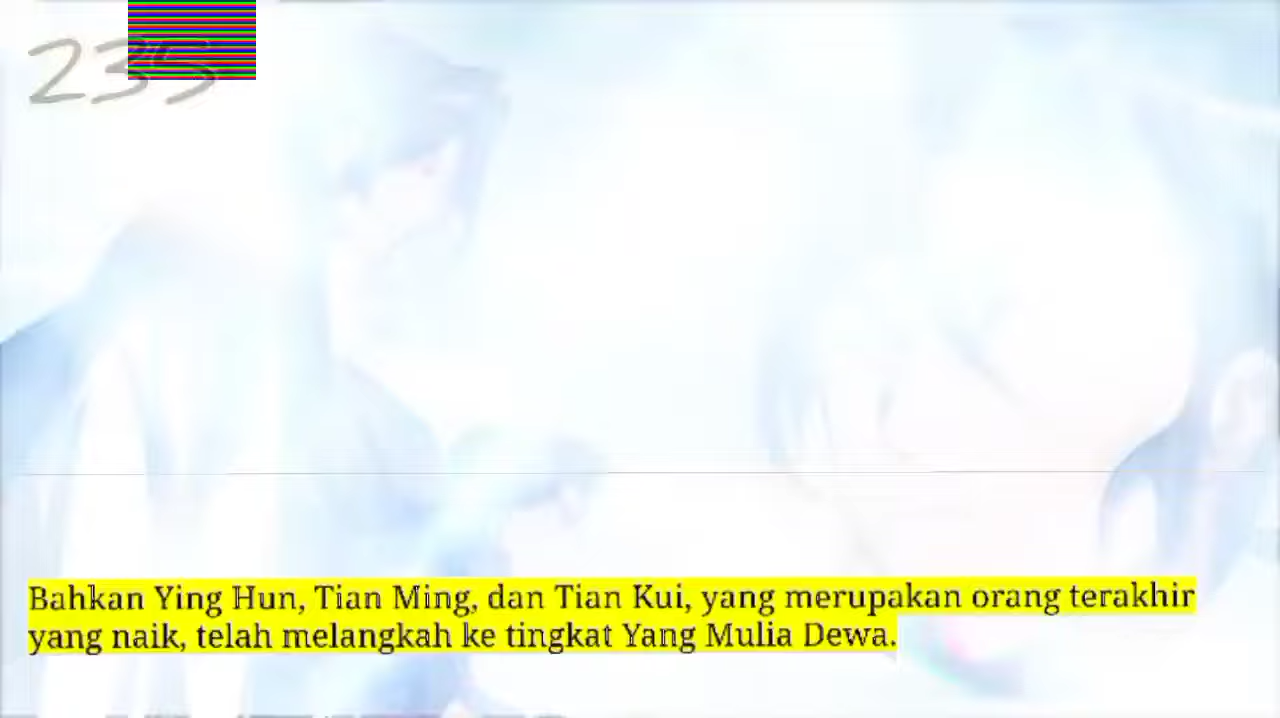 235
Bahkan Ying Hun, Tian Ming, dan Tian Kui, yang merupakan orang terakhir
yang naik, telah melangkah ke tingkat Yang Mulia Dewa.